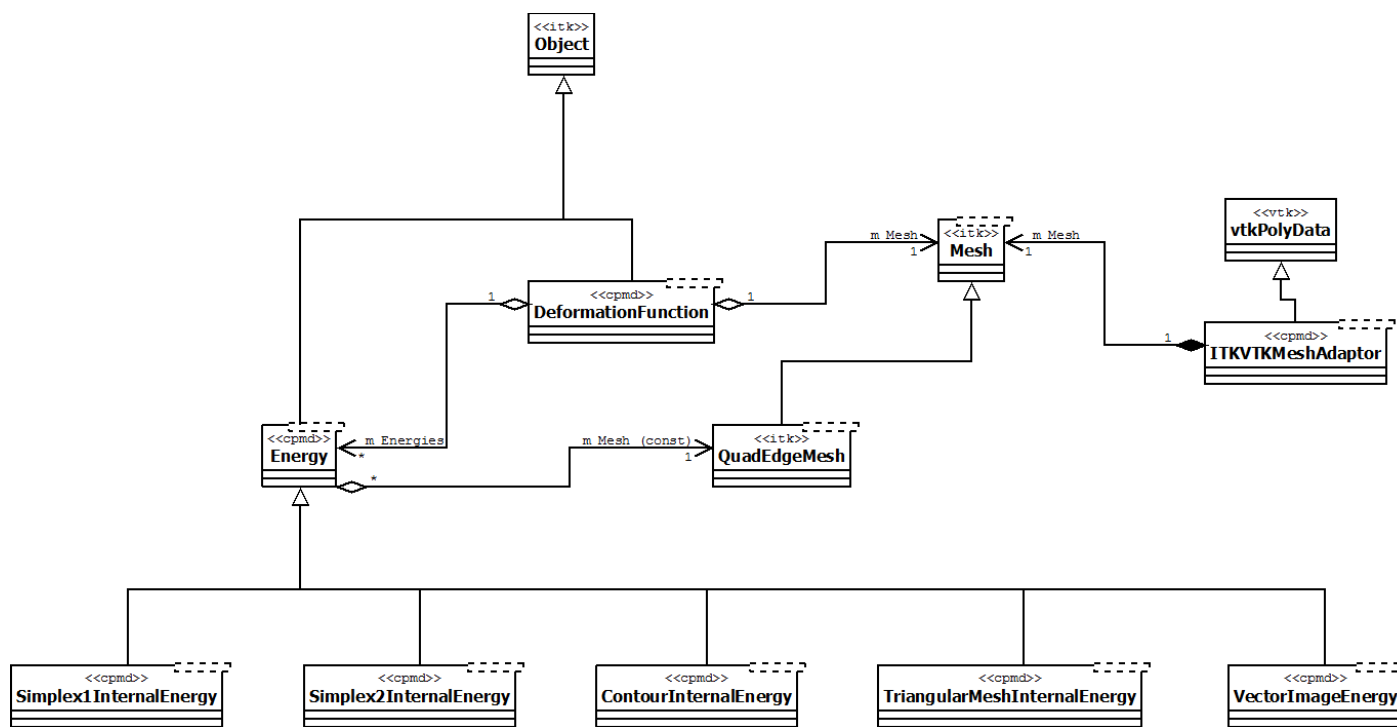 <<itk>>
Object
<<vtk>>
vtkPolyData
m Mesh
1
<<itk>>
Mesh
m Mesh
1
1
<<cpmd>>
DeformationFunction
1
1
<<cpmd>>
ITKVTKMeshAdaptor
<<cpmd>>
Energy
m Energies
*
*
m Mesh (const)
1
<<itk>>
QuadEdgeMesh
<<cpmd>>
Simplex1InternalEnergy
<<cpmd>>
Simplex2InternalEnergy
<<cpmd>>
ContourInternalEnergy
<<cpmd>>
TriangularMeshInternalEnergy
<<cpmd>>
VectorImageEnergy